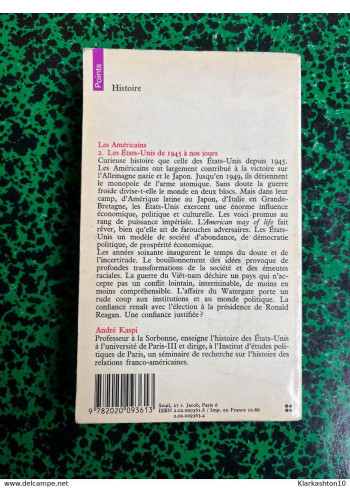 Points
Histoire
Les Américains
2. Les États-Unis de 1945 à nos jours
Curieuse histoire que celle des États-Unis depuis 1945.
Les Américains ont largement contribué à la victoire sur
l'Allemagne nazie et le Japon. Jusqu'en 1949, ils détiennent
le monopole de l'arme atomique. Sans doute la guerre
froide divise-t-elle le monde en deux blocs. Mais dans leur
camp, d'Amérique latine au Japon, d'Italie en Grande-
Bretagne, les États-Unis exercent une énorme influence
économique, politique et culturelle. Les voici promus au
rang de puissance impériale. L'American way of life fait
rêver, bien qu'elle ait de farouches adversaires. Les États-
Unis un modèle de société d'abondance, de démocratie
politique, de prospérité économique.
Les années soixante inaugurent le temps du doute et de
l'incertitude. Le bouillonnement des idées provoque de
profondes transformations de la société et des émeutes
raciales. La guerre du Viêt-nam déchire un pays qui n'ac-
cepte pas un conflit lointain, interminable, de moins en
moins compréhensible. L'affaire du Watergate porte un
rude coup aux institutions et au monde politique. La
confiance renaît avec l'élection à la présidence de Ronald
Reagan. Une confiance justifiée ?
André Kaspi
Professeur à la Sorbonne, enseigne l'histoire des États-Unis
à l'université de Paris-III et dirige, à l'Institut d'études poli-
tiques de Paris, un séminaire de recherche sur l'histoire des
relations franco-américaines.
9 782020 093613
Seuil, 27 r. Jacob, Paris 6
ISBN 2.02.009361.8 / Imp. en France 10.86
2.02.009363-4
delcampe.net
Klarkashton10